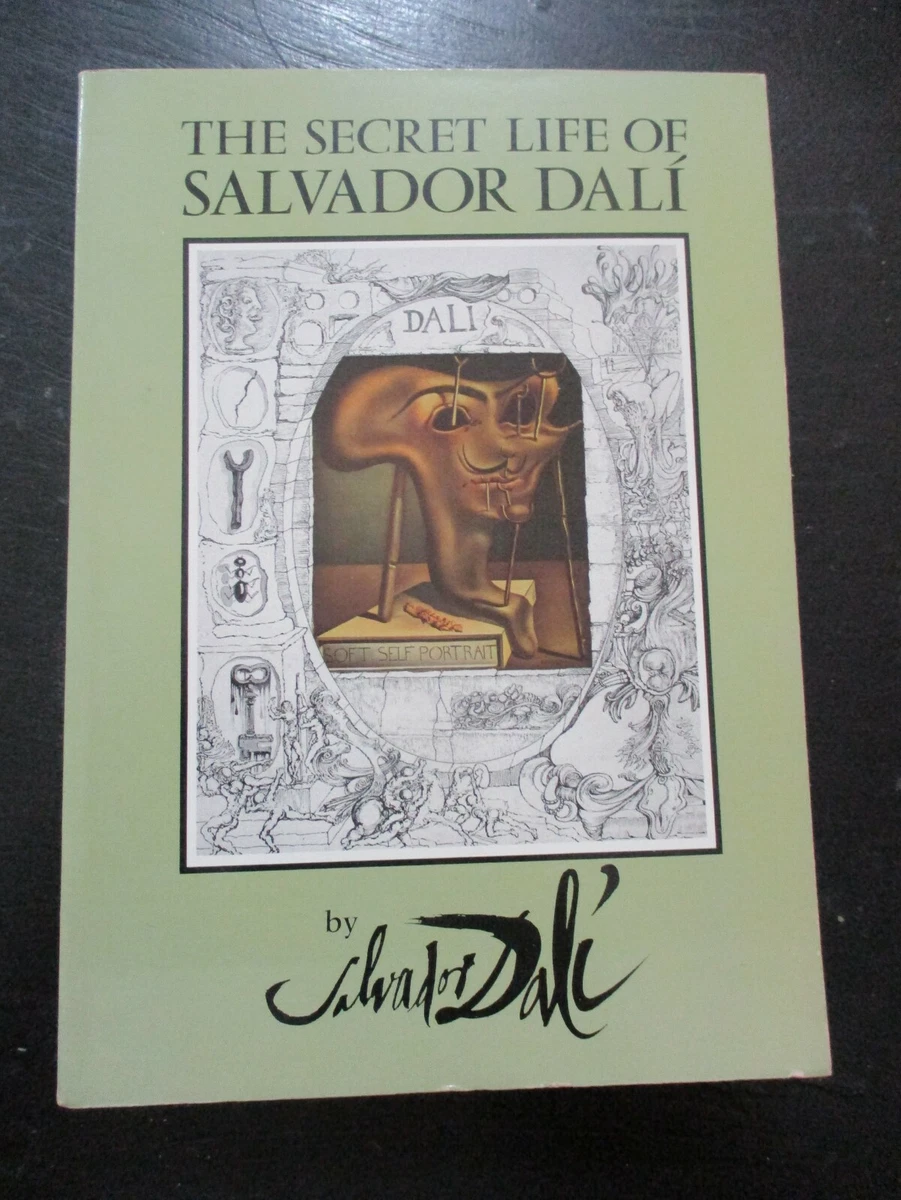 THE SECRET LIFE OF
SALVADOR DALÍ
DALI
SOFT SELF PORTRAIT
by
Salvador Dalí